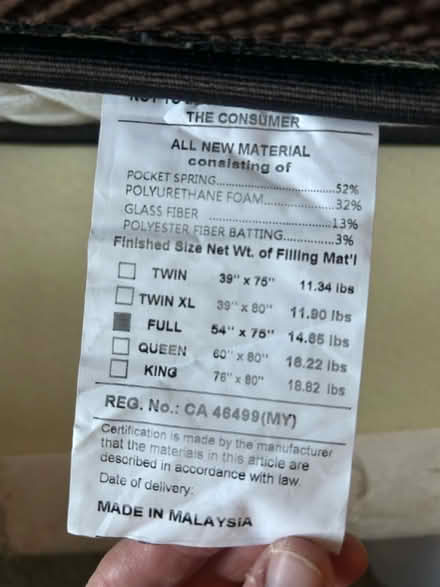 THE CONSUMER
ALL NEW MATERIAL
consisting of
POCKET SPRING..............................52%
POLYURETHANE FOAM..................32%
GLASS FIBER ..............................13%
POLYESTER FIBER BATTING.............3%
Finished Size Net Wt. of Filling Mat'l
TWIN 39" x 75" 11.34 lbs
TWIN XL 39" x 80" 11.90 lbs
FULL 54" x 75" 14.65 lbs
QUEEN 60" x 80" 16.22 lbs
KING 76" x 80" 18.82 lbs
REG. No.: CA 46499(MY)
Certification is made by the manufacturer
that the materials in this article are
described in accordance with law.
Date of delivery:
MADE IN MALAYSIA